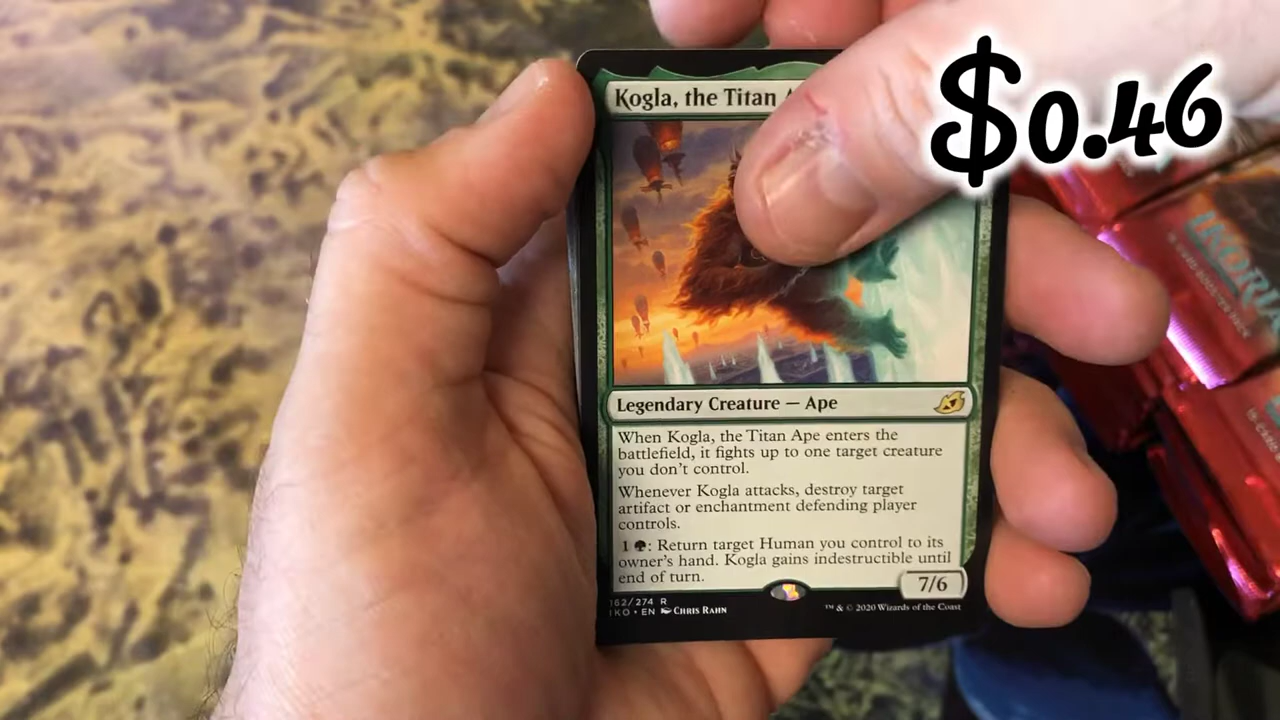 $0.46
Kogla, the Titan
Legendary Creature — Ape
When Kogla, the Titan Ape enters the
battlefield, it fights up to one target creature
you don't control.
Whenever Kogla attacks, destroy target
artifact or enchantment defending player
controls.
1 : Return target Human you control to its
owner's hand. Kogla gains indestructible until
end of turn.
7/6
162/274 R
IKO • EN Chris Rahn
™ & © 2020 Wizards of the Coast